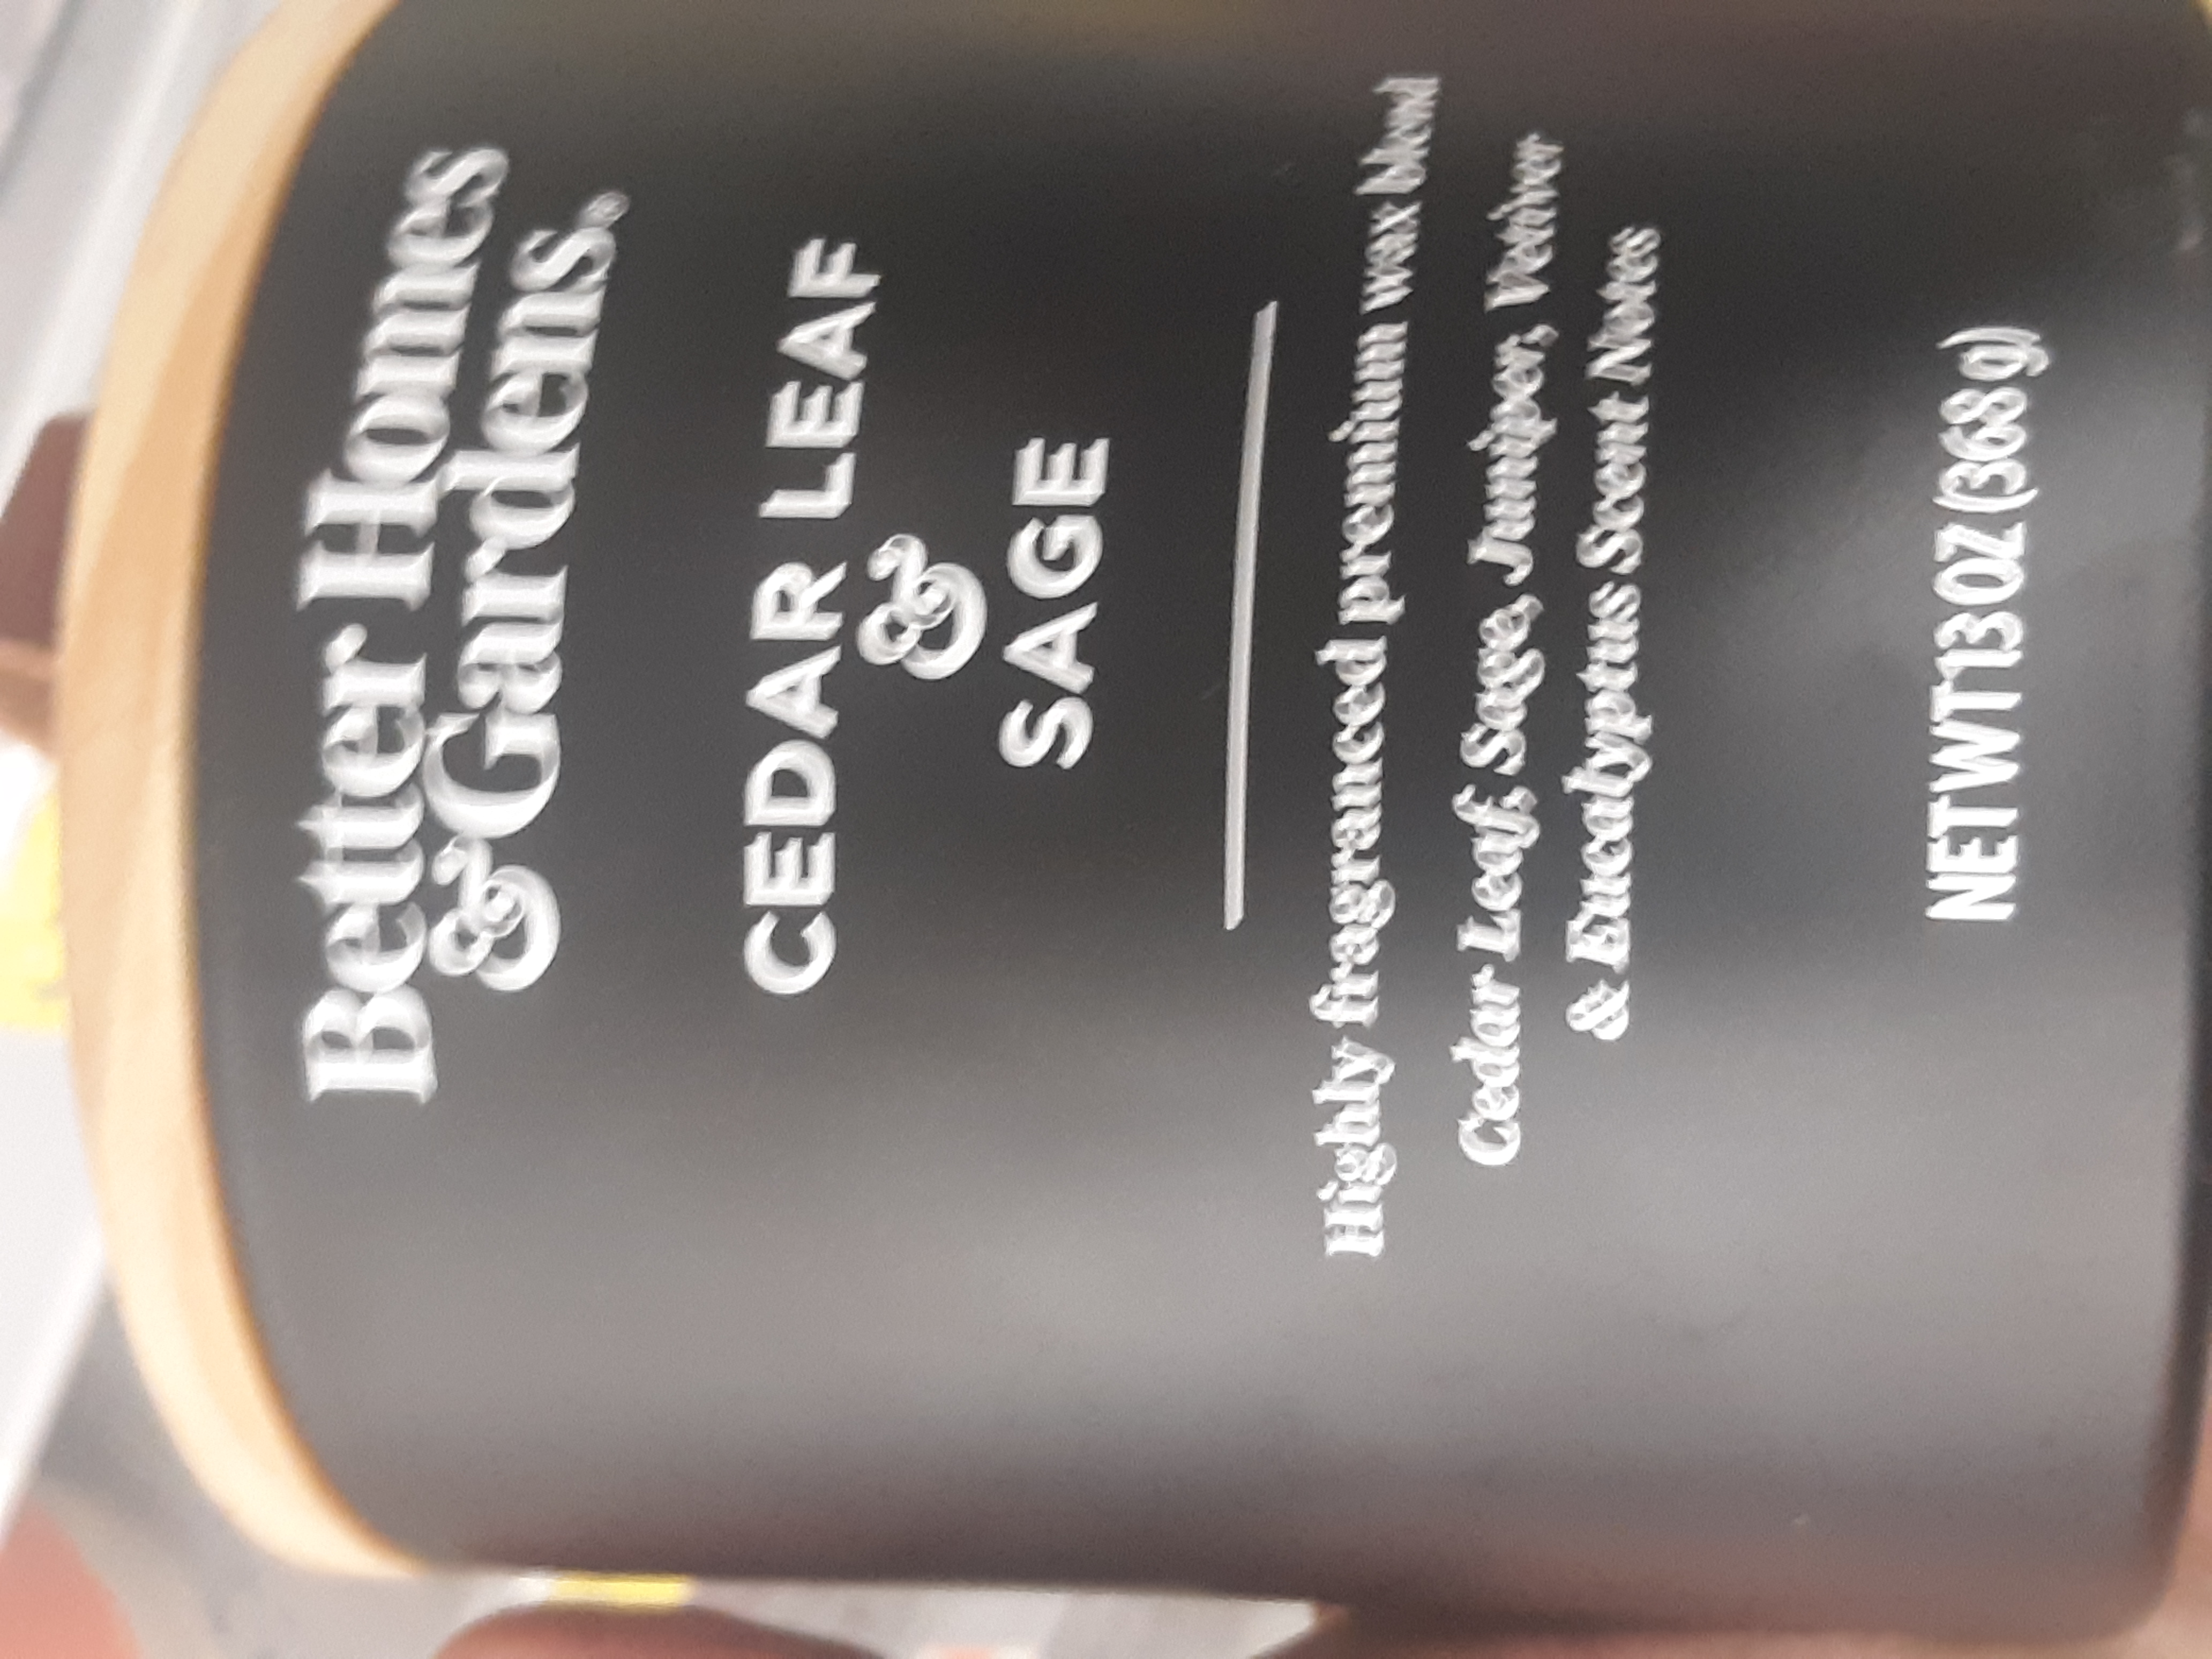 Better Homes
& Gardens®
CEDAR LEAF
&
SAGE
Highly fragranced premium wax blend
Cedar Leaf, Sage, Juniper, Vetiver
& Eucalyptus Scent Notes
NET WT 13 OZ (368 g)